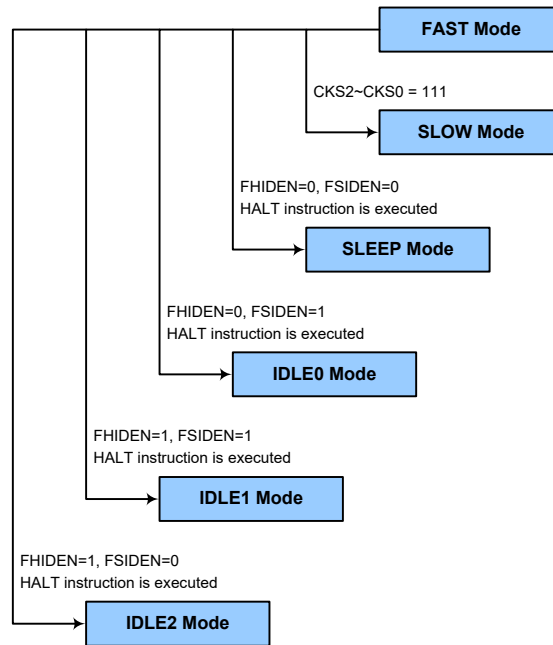 FAST Mode
CKS2~CKS0 = 111
SLOW Mode
FHIDEN=0, FSIDEN=0
HALT instruction is executed
SLEEP Mode
FHIDEN=0, FSIDEN=1
HALT instruction is executed
IDLE0 Mode
FHIDEN=1, FSIDEN=1
HALT instruction is executed
IDLE1 Mode
FHIDEN=1, FSIDEN=0
HALT instruction is executed
IDLE2 Mode